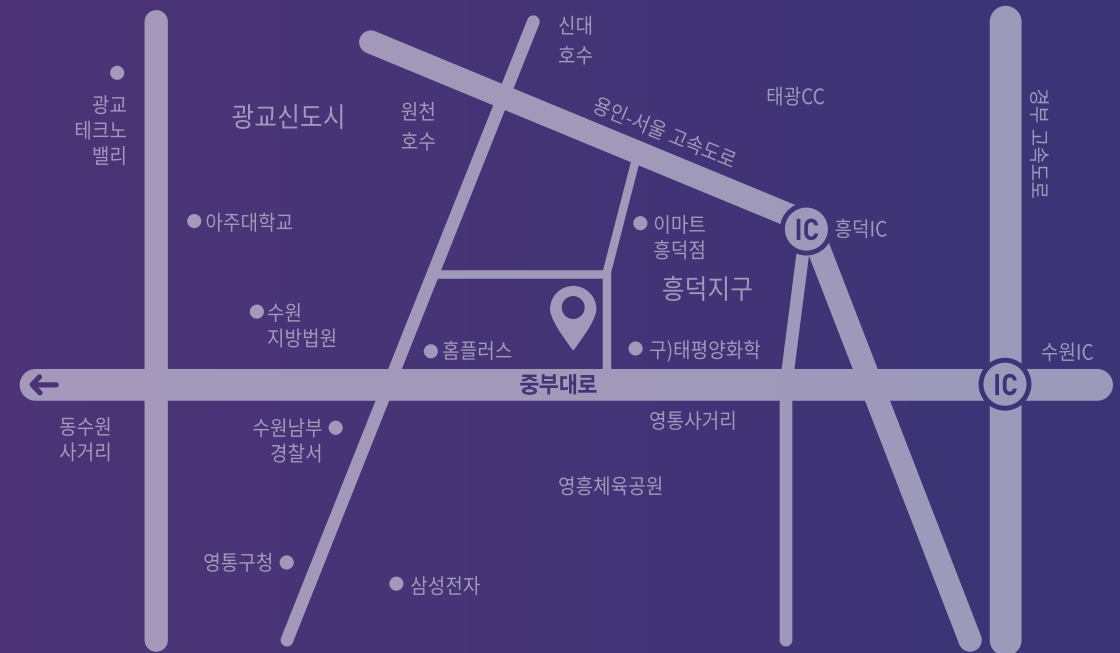 신대
호수
광교
테크노
밸리
광교신도시
원천
호수
용인-서울 고속도로
태광CC
경부 고속도로
아주대학교
이마트
흥덕점
IC
흥덕IC
흥덕지구
수원
지방법원
홈플러스
구)태평양화학
수원IC
중부대로
IC
동수원
사거리
수원남부
경찰서
영통사거리
영흥체육공원
영통구청
삼성전자